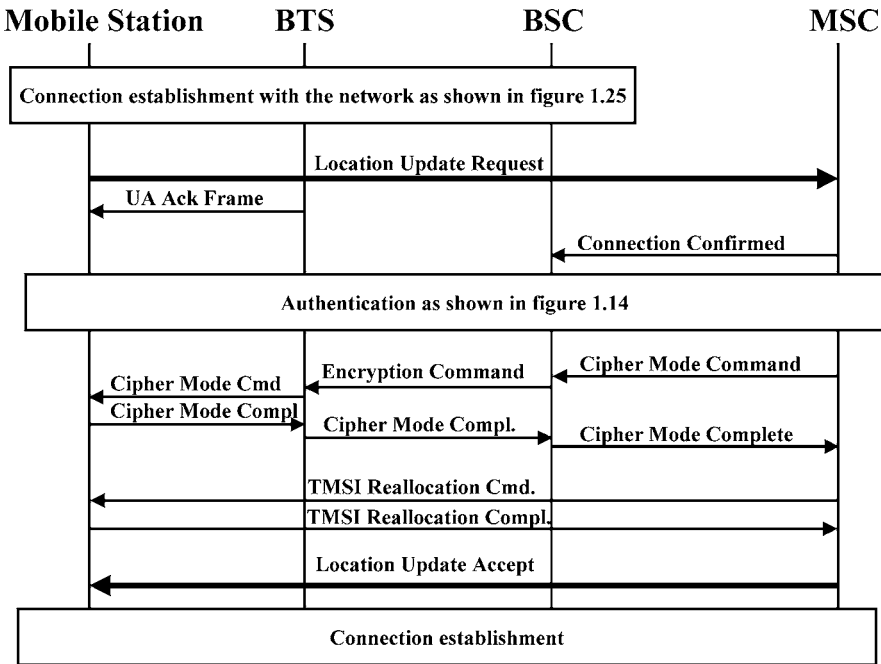 Mobile Station BTS BSC MSC
Connection establishment with the network as shown in figure 1.25
Location Update Request
UA Ack Frame
Connection Confirmed
Authentication as shown in figure 1.14
Cipher Mode Command
Encryption Command
Cipher Mode Cmd
Cipher Mode Compl
Cipher Mode Compl.
Cipher Mode Complete
TMSI Reallocation Cmd.
TMSI Reallocation Compl.
Location Update Accept
Connection establishment